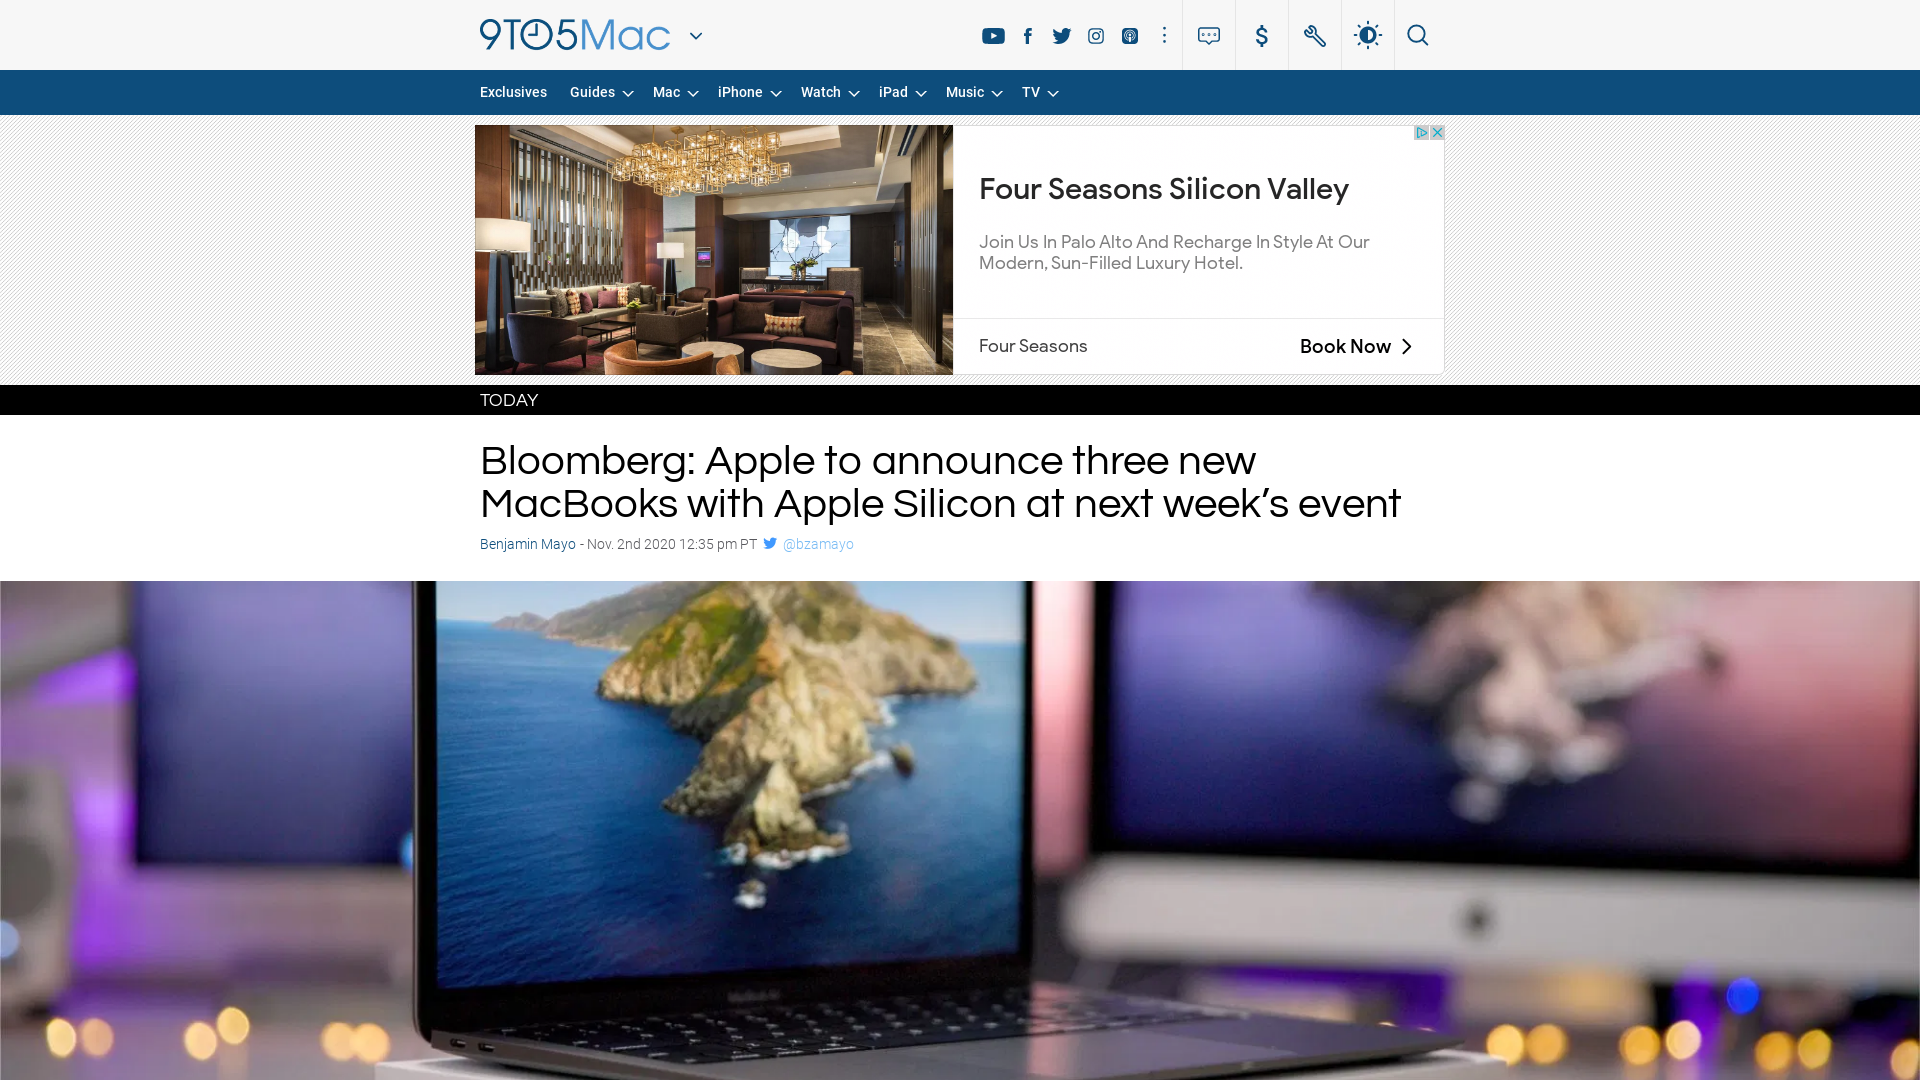 9TO5Mac
Exclusives Guides Mac iPhone Watch iPad Music TV
Four Seasons Silicon Valley
Join Us In Palo Alto And Recharge In Style At Our
Modern, Sun-Filled Luxury Hotel.
Four Seasons Book Now
TODAY
Bloomberg: Apple to announce three new
MacBooks with Apple Silicon at next week’s event
Benjamin Mayo - Nov. 2nd 2020 12:35 pm PT @bzamayo